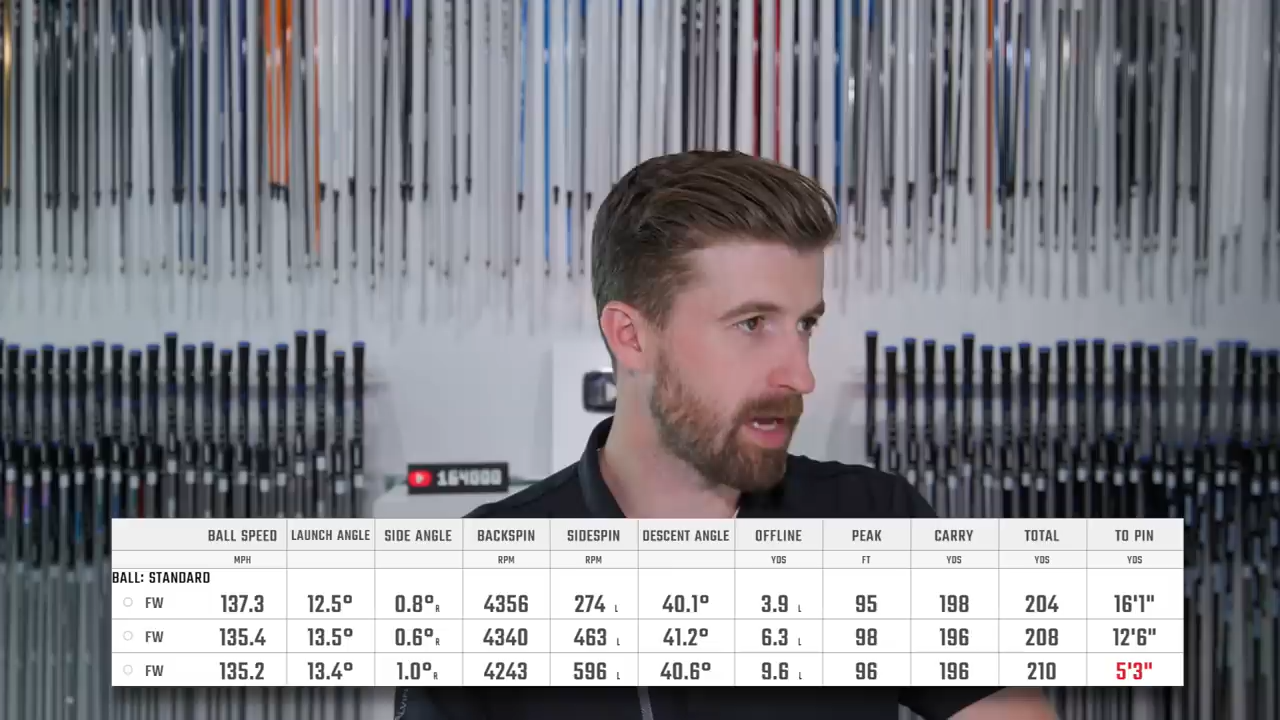 164000
BALL SPEED LAUNCH ANGLE SIDE ANGLE BACKSPIN SIDESPIN DESCENT ANGLE OFFLINE PEAK CARRY TOTAL TO PIN
MPH RPM RPM YDS FT YDS YDS YDS
BALL: STANDARD
FW 137.3 12.5° 0.8° R 4356 274 L 40.1° 3.9 L 95 198 204 16'1"
FW 135.4 13.5° 0.6° R 4340 463 L 41.2° 6.3 L 98 196 208 12'6"
FW 135.2 13.4° 1.0° R 4243 596 L 40.6° 9.6 L 96 196 210 5'3"